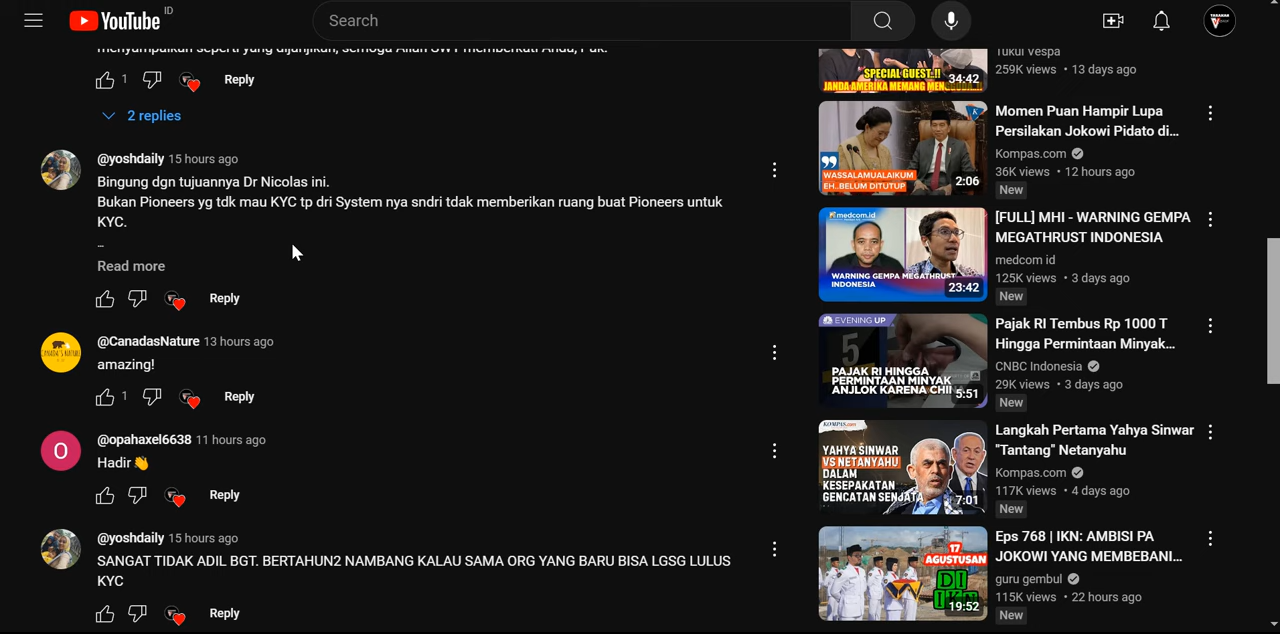 YouTube ID
Search
menyampaikan seperti yang dijanjikan, semoga Allah SWT memberkati Anda, Pak.
1 Reply
2 replies
@yoshdaily 15 hours ago
Bingung dgn tujuannya Dr Nicolas ini.
Bukan Pioneers yg tdk mau KYC tp dri System nya sndri tdak memberikan ruang buat Pioneers untuk
KYC.
...
Read more
Reply
@CanadasNature 13 hours ago
amazing!
1 Reply
O
@opahaxel6638 11 hours ago
Hadir👋
Reply
@yoshdaily 15 hours ago
SANGAT TIDAK ADIL BGT. BERTAHUN2 NAMBANG KALAU SAMA ORG YANG BARU BISA LGSG LULUS
KYC
Reply
SPECIAL GUEST..!!
34:42
Tukul Vespa
259K views • 13 days ago
WASSALAMUALAIKUM
EH..BELUM DITUTUP
2:06
Momen Puan Hampir Lupa
Persilakan Jokowi Pidato di...
Kompas.com
36K views • 12 hours ago
New
medcom.id
WARNING GEMPA MEGATHRUST
INDONESIA
23:42
[FULL] MHI - WARNING GEMPA
MEGATHRUST INDONESIA
medcom id
125K views • 3 days ago
New
EVENING UP
5
PAJAK RI HINGGA
PERMINTAAN MINYAK
ANJLOK KARENA
5:51
Pajak RI Tembus Rp 1000 T
Hingga Permintaan Minyak...
CNBC Indonesia
29K views • 3 days ago
New
KOMPAS.com
YAHYA SINWAR
VS NETANYAHU
DALAM
KESEPAKATAN
GENCATAN SENJATA
7:01
Langkah Pertama Yahya Sinwar
"Tantang" Netanyahu
Kompas.com
117K views • 4 days ago
New
17
AGUSTUSAN
DI
IKN
19:52
Eps 768 | IKN: AMBISI PA
JOKOWI YANG MEMBEBANI...
guru gembul
115K views • 22 hours ago
New